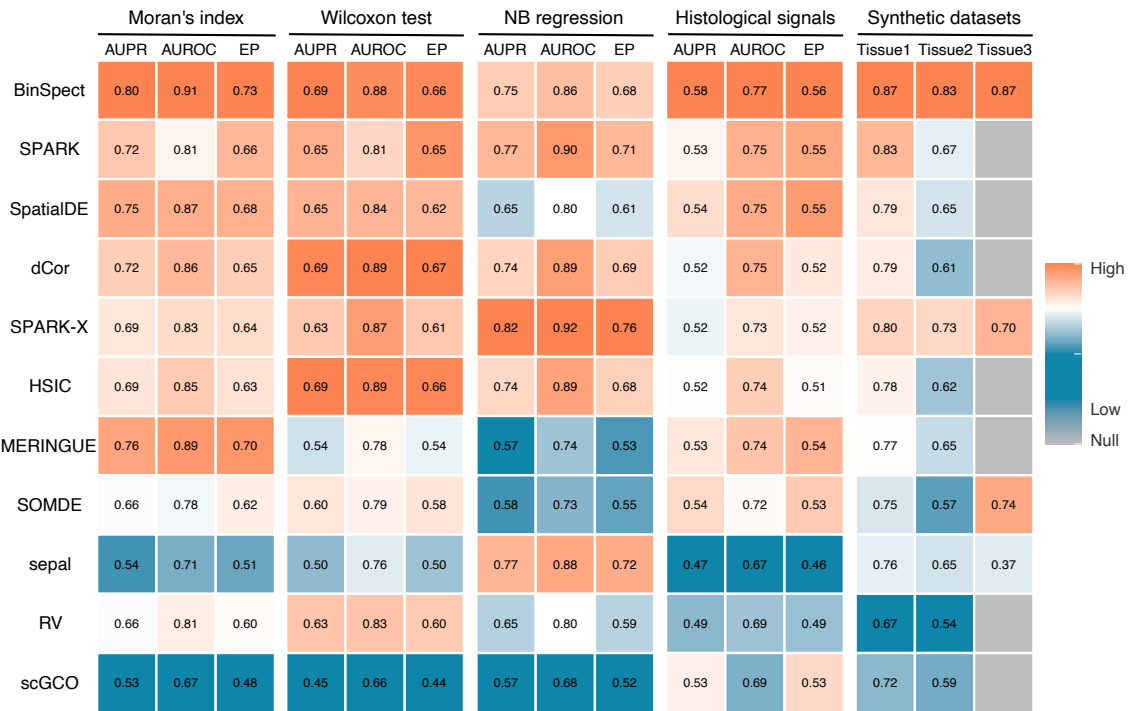 Moran's index Wilcoxon test NB regression Histological signals Synthetic datasets
AUPR AUROC EP AUPR AUROC EP AUPR AUROC EP AUPR AUROC EP Tissue1 Tissue2 Tissue3
BinSpect 0.80 0.91 0.73 0.69 0.88 0.66 0.75 0.86 0.68 0.58 0.77 0.56 0.87 0.83 0.87
SPARK 0.72 0.81 0.66 0.65 0.81 0.65 0.77 0.90 0.71 0.53 0.75 0.55 0.83 0.67
SpatialDE 0.75 0.87 0.68 0.65 0.84 0.62 0.65 0.80 0.61 0.54 0.75 0.55 0.79 0.65
dCor 0.72 0.86 0.65 0.69 0.89 0.67 0.74 0.89 0.69 0.52 0.75 0.52 0.79 0.61
High
SPARK-X 0.69 0.83 0.64 0.63 0.87 0.61 0.82 0.92 0.76 0.52 0.73 0.52 0.80 0.73 0.70
HSIC 0.69 0.85 0.63 0.69 0.89 0.66 0.74 0.89 0.68 0.52 0.74 0.51 0.78 0.62
Low
MERINGUE 0.76 0.89 0.70 0.54 0.78 0.54 0.57 0.74 0.53 0.53 0.74 0.54 0.77 0.65
Null
SOMDE 0.66 0.78 0.62 0.60 0.79 0.58 0.58 0.73 0.55 0.54 0.72 0.53 0.75 0.57 0.74
sepal 0.54 0.71 0.51 0.50 0.76 0.50 0.77 0.88 0.72 0.47 0.67 0.46 0.76 0.65 0.37
RV 0.66 0.81 0.60 0.63 0.83 0.60 0.65 0.80 0.59 0.49 0.69 0.49 0.67 0.54
scGCO 0.53 0.67 0.48 0.45 0.66 0.44 0.57 0.68 0.52 0.53 0.69 0.53 0.72 0.59